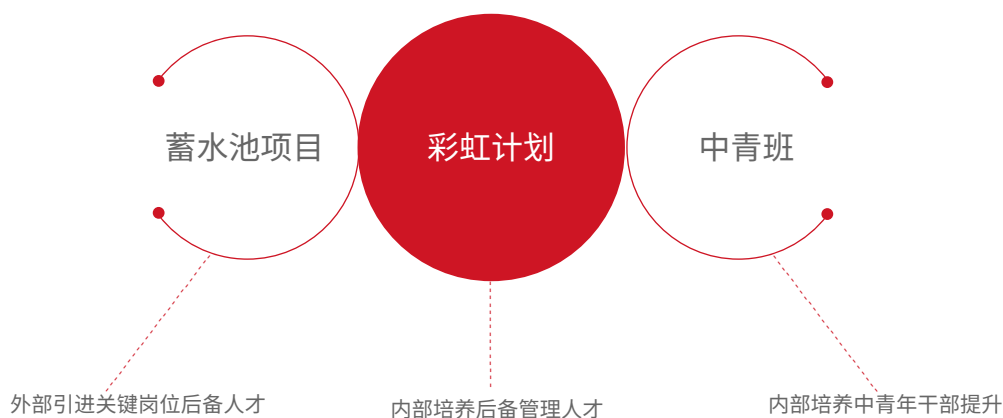 蓄水池项目
彩虹计划
中青班
外部引进关键岗位后备人才
内部培养后备管理人才
内部培养中青年干部提升